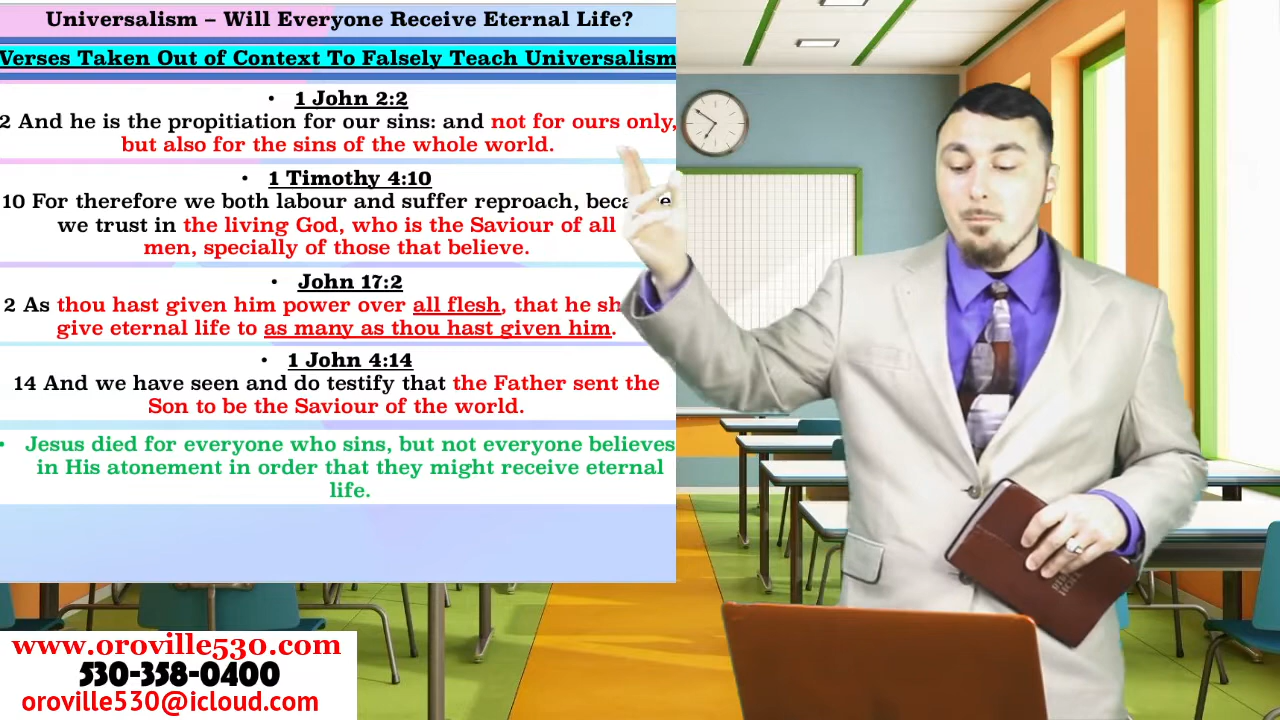 Universalism – Will Everyone Receive Eternal Life?
Verses Taken Out of Context To Falsely Teach Universalism
• 1 John 2:2
2 And he is the propitiation for our sins: and not for ours only,
but also for the sins of the whole world.
• 1 Timothy 4:10
10 For therefore we both labour and suffer reproach,
we trust in the living God, who is the Saviour of all
men, specially of those that believe.
• John 17:2
2 As thou hast given him power over all flesh, that he
give eternal life to as many as thou hast given him.
• 1 John 4:14
14 And we have seen and do testify that the Father sent the
Son to be the Saviour of the world.
• Jesus died for everyone who sins, but not everyone believes
in His atonement in order that they might receive eternal
life.
www.oroville530.com
530-358-0400
oroville530@icloud.com